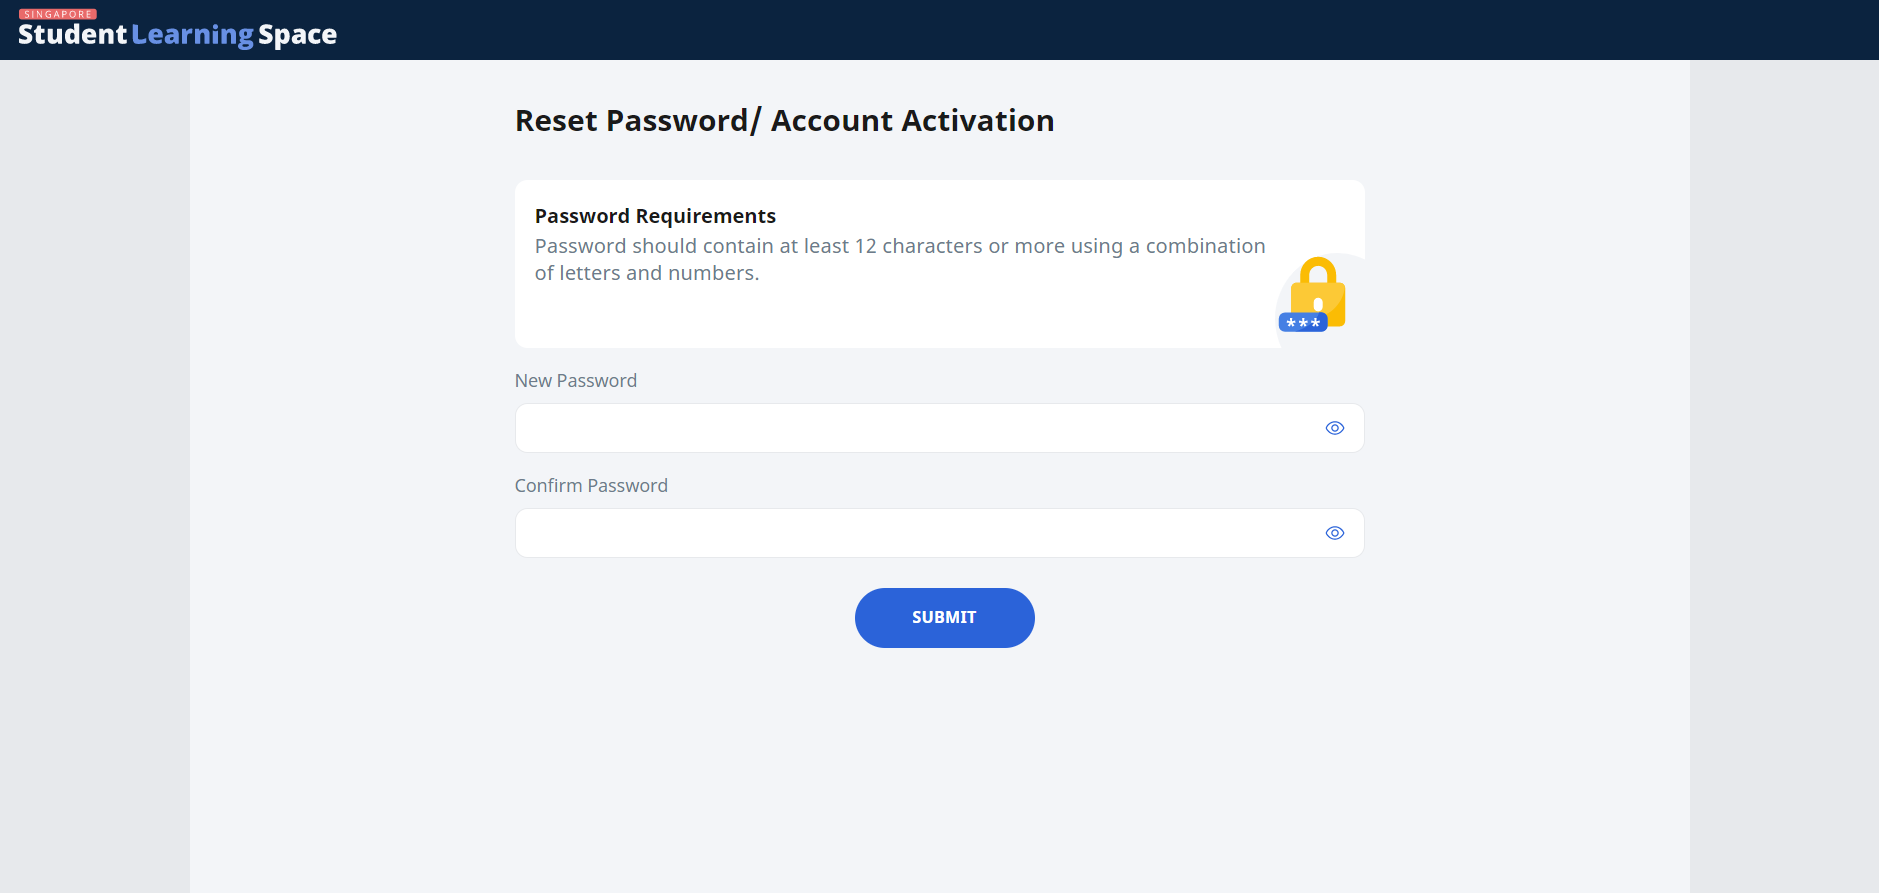 SINGAPORE
Student Learning Space
Reset Password/ Account Activation
Password Requirements
Password should contain at least 12 characters or more using a combination
of letters and numbers.
***
New Password
Confirm Password
SUBMIT